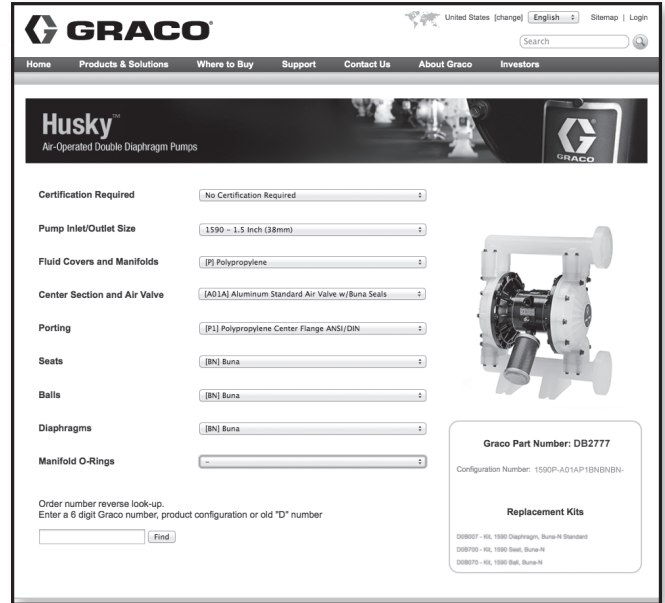 United States [change] English Sitemap | Login
GRACO
Search
Home Products & Solutions Where to Buy Support Contact Us About Graco Investors
Husky™
Air-Operated Double Diaphragm Pumps
GRACO
Certification Required No Certification Required
Pump Inlet/Outlet Size 1590 – 1.5 Inch (38mm)
Fluid Covers and Manifolds [P] Polypropylene
Center Section and Air Valve [A01A] Aluminum Standard Air Valve w/Buna Seals
Porting [P1] Polypropylene Center Flange ANSI/DIN
Seats [BN] Buna
Balls [BN] Buna
Diaphragms [BN] Buna
Manifold O-Rings –
Graco Part Number: DB2777
Configuration Number: 1590P-A01AP1BNBNBN-
Replacement Kits
D0B007 - Kit, 1590 Diaphragm, Buna-N Standard
D0B700 - Kit, 1590 Seat, Buna-N
D0B070 - Kit, 1590 Ball, Buna-N
Order number reverse look-up.
Enter a 6 digit Graco number, product configuration or old "D" number
Find